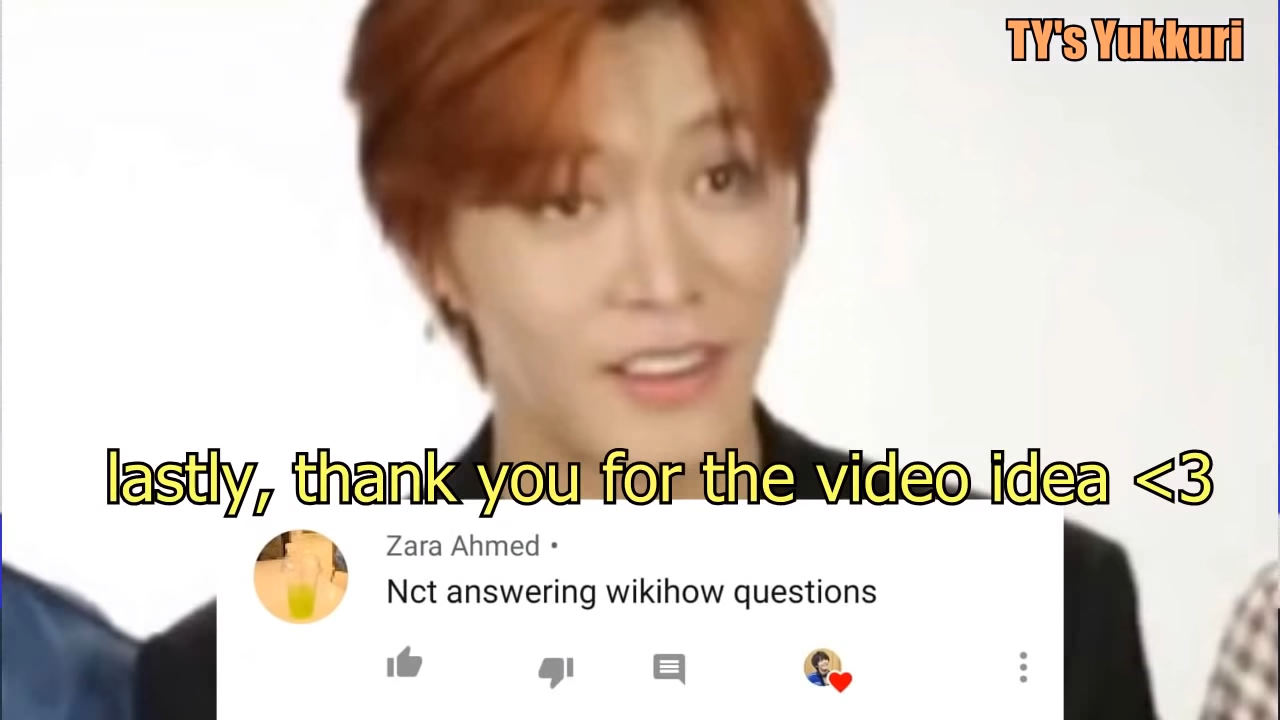 TY's Yukkuri
lastly, thank you for the video idea <3
Zara Ahmed •
Nct answering wikihow questions